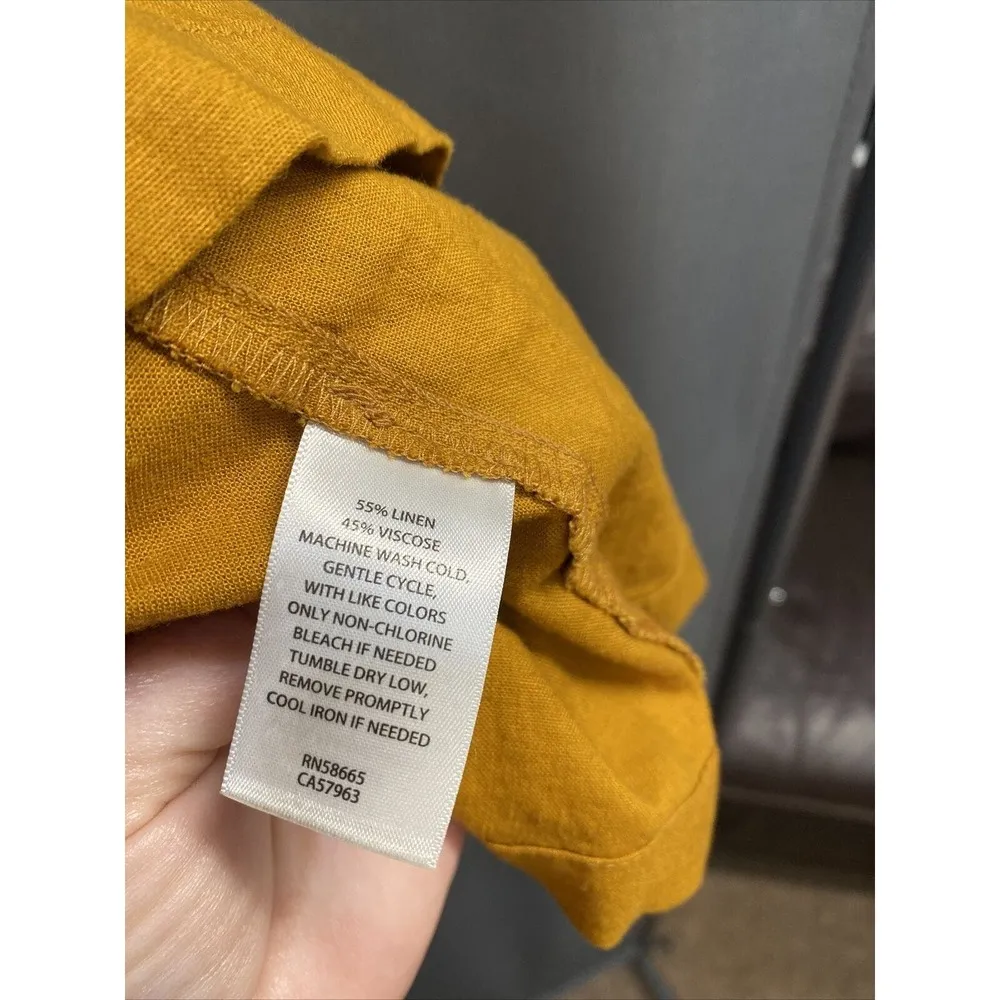 55% LINEN
45% VISCOSE
MACHINE WASH COLD,
GENTLE CYCLE,
WITH LIKE COLORS
ONLY NON-CHLORINE
BLEACH IF NEEDED
TUMBLE DRY LOW,
REMOVE PROMPTLY
COOL IRON IF NEEDED
RN58665
CA57963